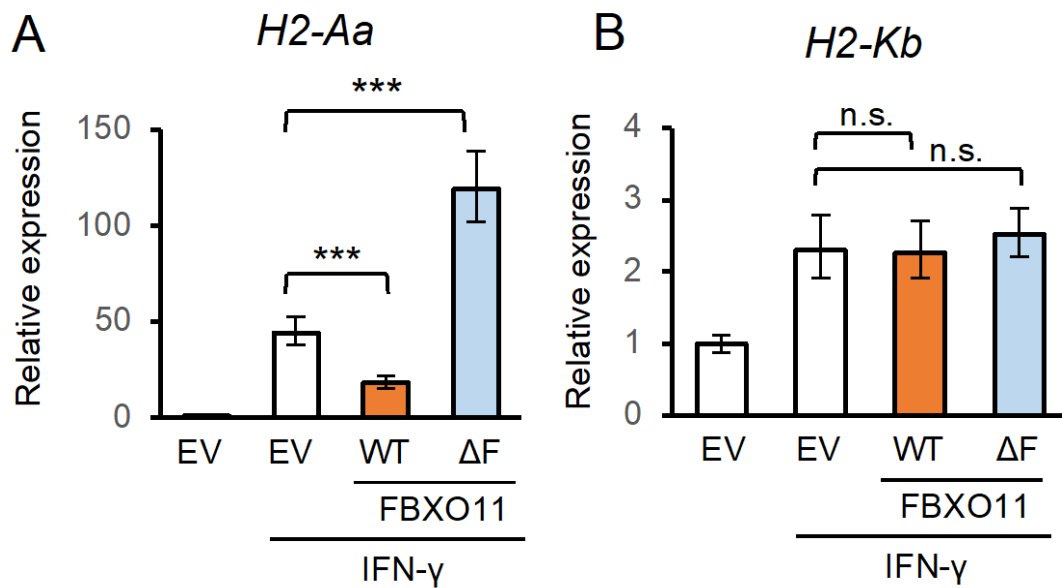 A
H2-Aa
Relative expression
150
100
50
0
***
***
EV
EV
WT
ΔF
FBXO11
IFN-γ
B
H2-Kb
Relative expression
4
3
2
1
0
n.s.
n.s.
EV
EV
WT
ΔF
FBXO11
IFN-γ